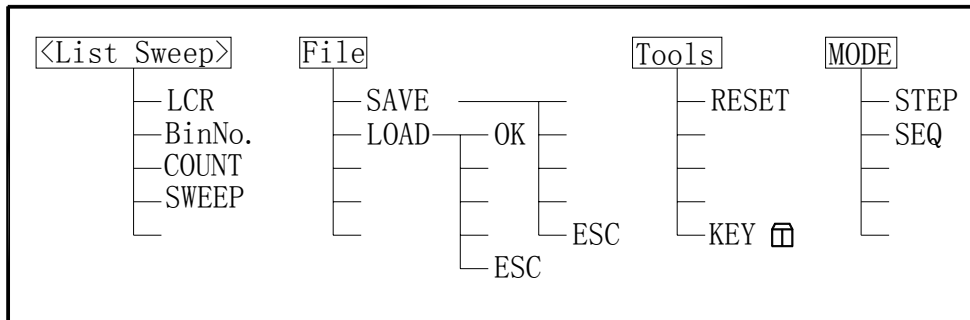 <List Sweep> File Tools MODE
LCR SAVE RESET STEP
BinNo. LOAD OK SEQ
COUNT
SWEEP
ESC KEY
ESC